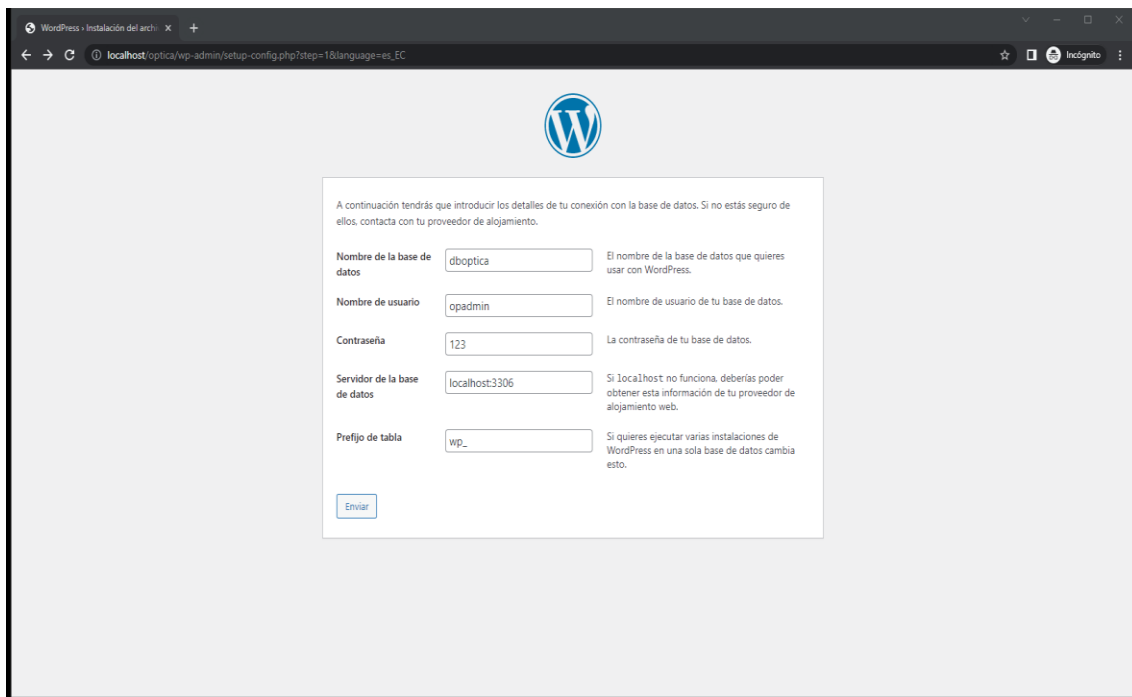 WordPress › Instalación del archi
localhost/optica/wp-admin/setup-config.php?step=1&language=es_EC
Incógnito
A continuación tendrás que introducir los detalles de tu conexión con la base de datos. Si no estás seguro de
ellos, contacta con tu proveedor de alojamiento.
Nombre de la base de
datos
dboptica
El nombre de la base de datos que quieres
usar con WordPress.
Nombre de usuario
opadmin
El nombre de usuario de tu base de datos.
Contraseña
123
La contraseña de tu base de datos.
Servidor de la base
de datos
localhost:3306
Si localhost no funciona, deberías poder
obtener esta información de tu proveedor de
alojamiento web.
Prefijo de tabla
wp_
Si quieres ejecutar varias instalaciones de
WordPress en una sola base de datos cambia
esto.
Enviar